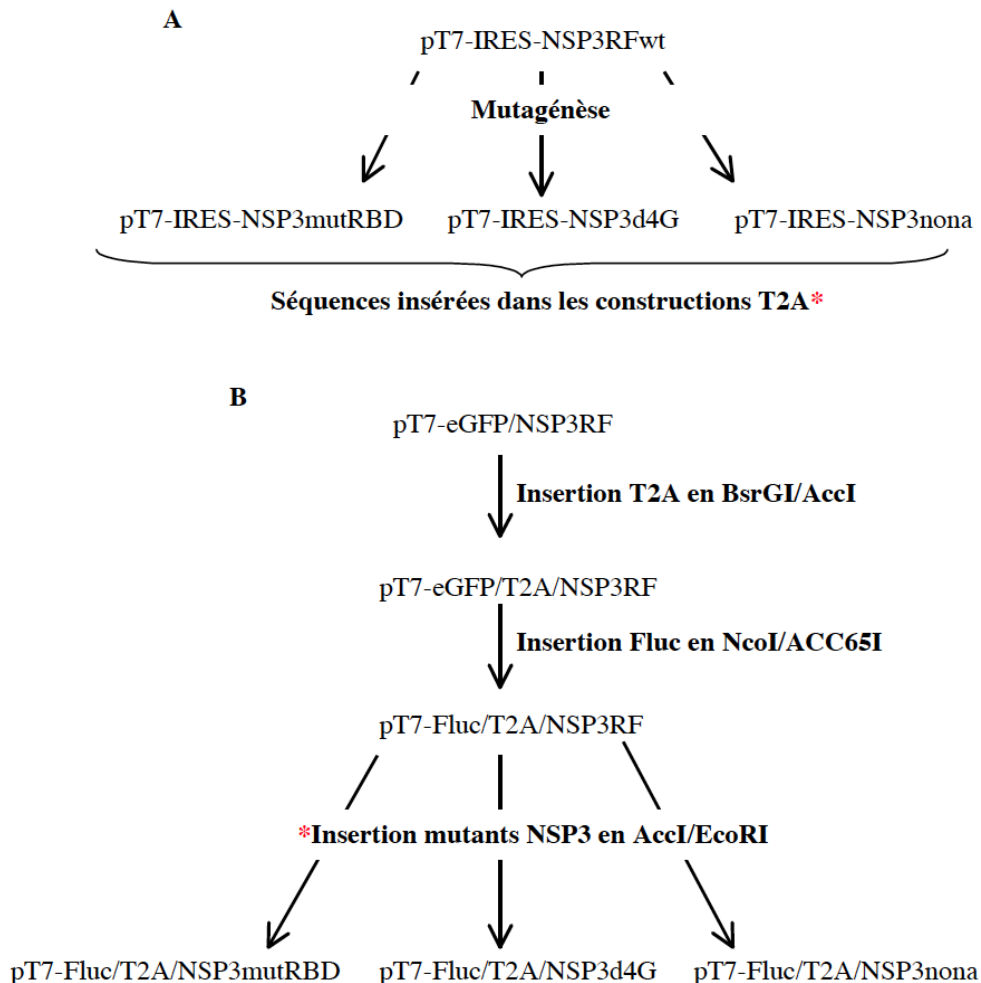 A
pT7-IRES-NSP3RFwt
Mutagénèse
pT7-IRES-NSP3mutRBD pT7-IRES-NSP3d4G pT7-IRES-NSP3nona
Séquences insérées dans les constructions T2A*
B
pT7-eGFP/NSP3RF
Insertion T2A en BsrGI/AccI
pT7-eGFP/T2A/NSP3RF
Insertion Fluc en NcoI/ACC65I
pT7-Fluc/T2A/NSP3RF
*Insertion mutants NSP3 en AccI/EcoRI
pT7-Fluc/T2A/NSP3mutRBD pT7-Fluc/T2A/NSP3d4G pT7-Fluc/T2A/NSP3nona